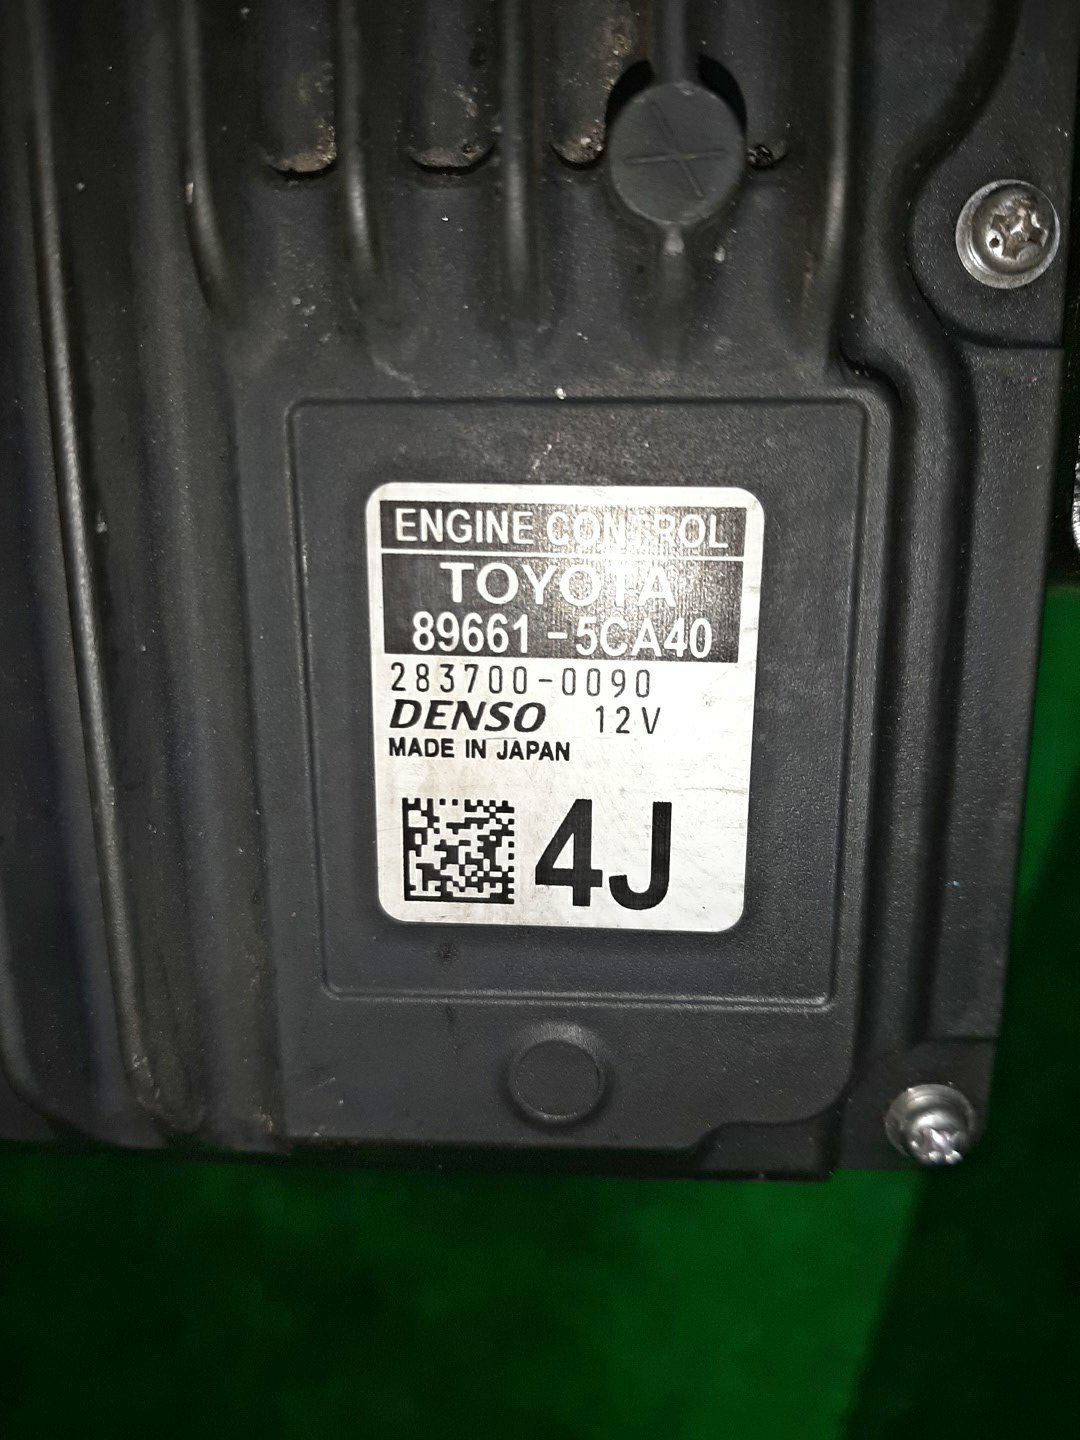 ENGINE CONTROL
TOYOTA
89661-5CA40
283700-0090
DENSO 12V
MADE IN JAPAN
4J